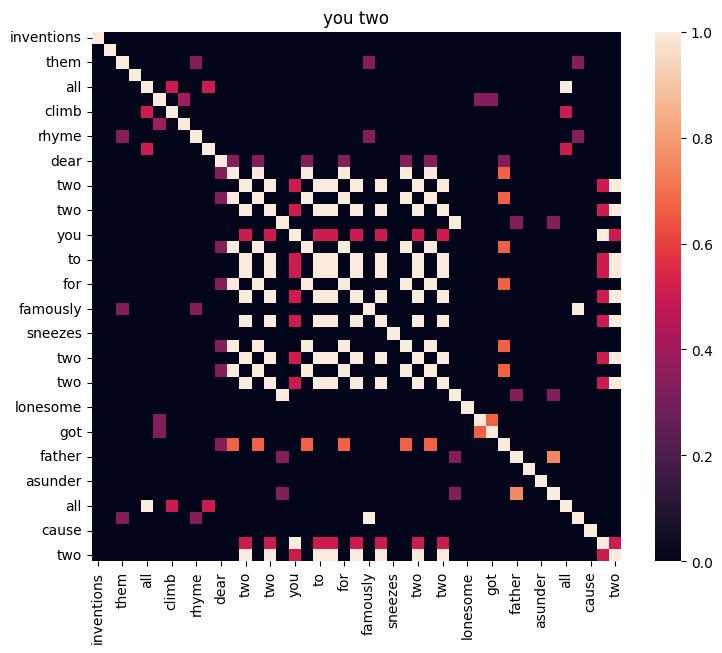 you two
inventions
them
all
climb
rhyme
dear
two
two
you
to
for
famously
sneezes
two
two
lonesome
got
father
asunder
all
cause
two
1.0
0.8
0.6
0.4
0.2
0.0
inventions
them
all
climb
rhyme
dear
two
two
you
to
for
famously
sneezes
two
two
lonesome
got
father
asunder
all
cause
two